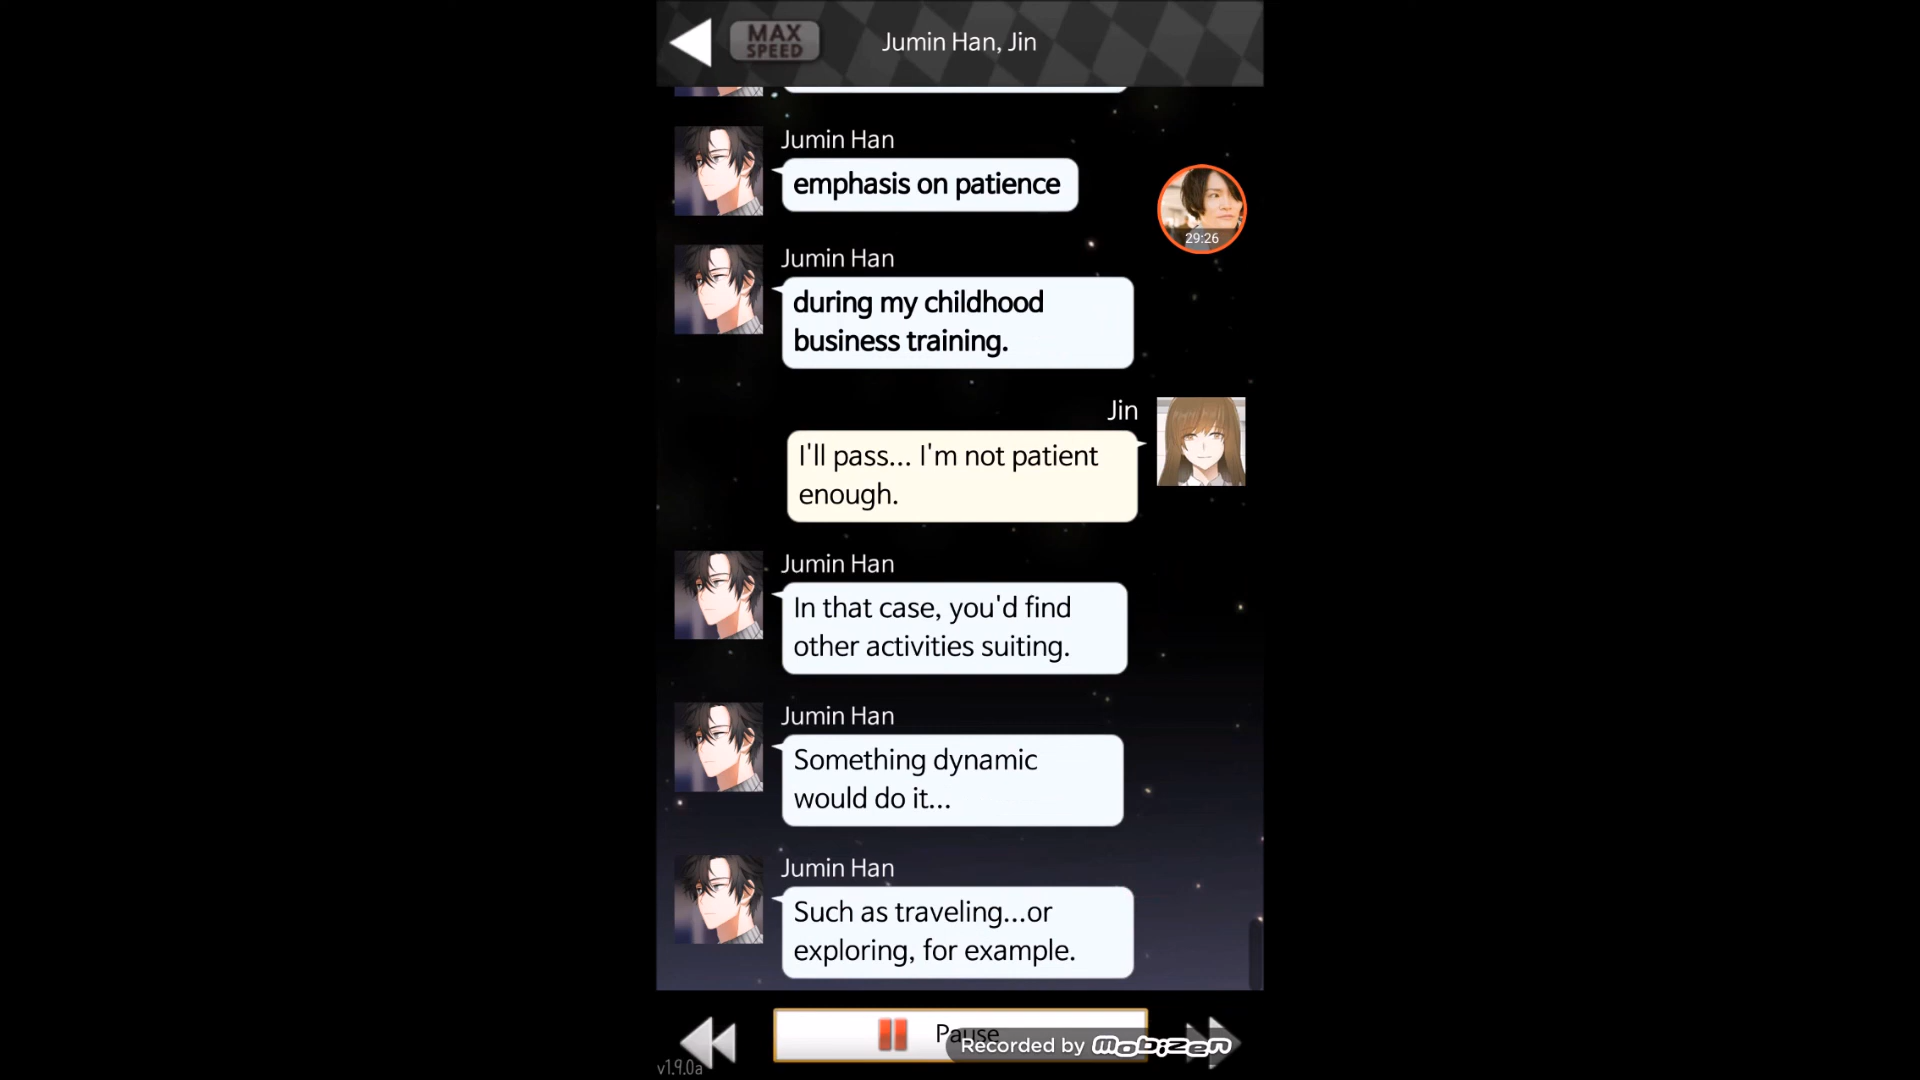 MAX
SPEED
Jumin Han, Jin
Jumin Han
emphasis on patience
29:26
Jumin Han
during my childhood
business training.
Jin
I'll pass... I'm not patient
enough.
Jumin Han
In that case, you'd find
other activities suiting.
Jumin Han
Something dynamic
would do it...
Jumin Han
Such as traveling...or
exploring, for example.
Pause
Recorded by Mobizen
v1.9.0a